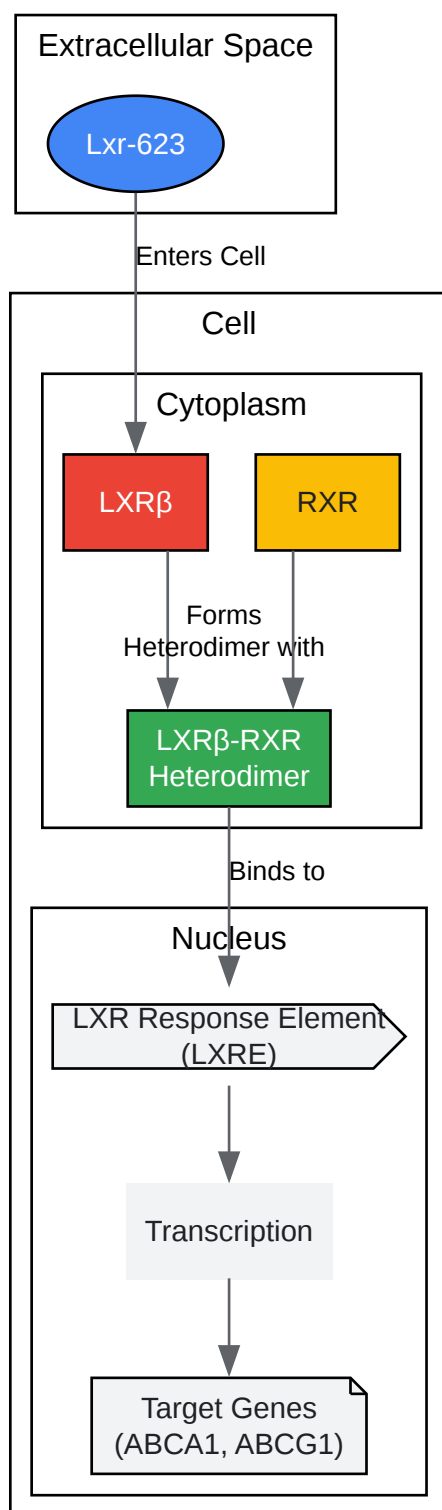 Extracellular Space
Lxr-623
Enters Cell
Cell
Cytoplasm
LXRβ
RXR
Forms
Heterodimer with
LXRβ-RXR
Heterodimer
Binds to
Nucleus
LXR Response Element
(LXRE)
Transcription
Target Genes
(ABCA1, ABCG1)